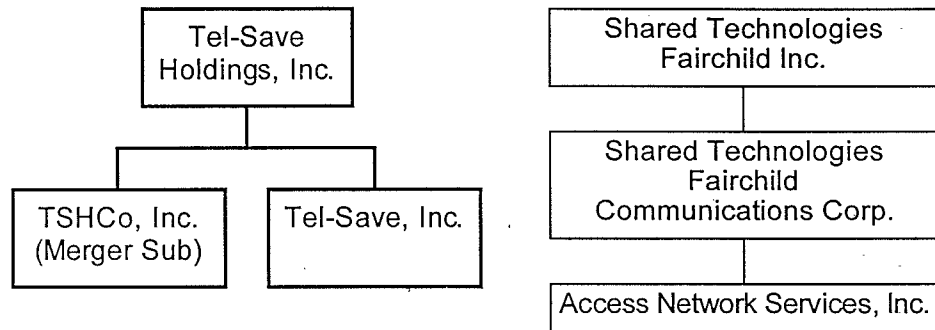 Tel-Save
Holdings, Inc.
TSHCo, Inc.
(Merger Sub)
Tel-Save, Inc.
Shared Technologies
Fairchild Inc.
Shared Technologies
Fairchild
Communications Corp.
Access Network Services, Inc.